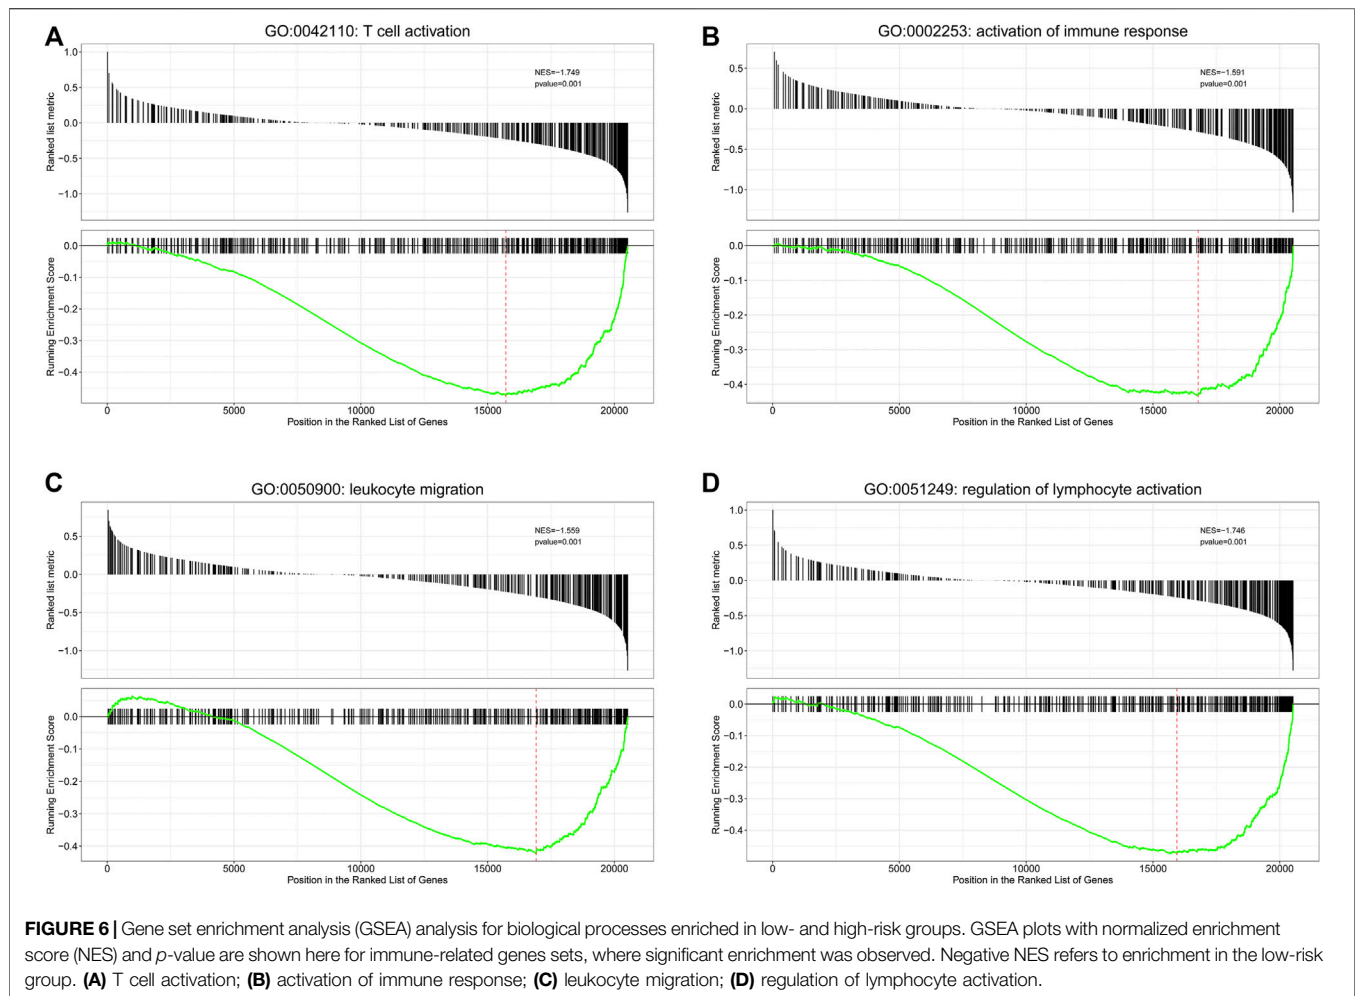 A
GO:0042110: T cell activation
1.0
0.5
0.0
−0.5
−1.0
Ranked list metric
NES=−1.749
pvalue=0.001
0.0
−0.1
−0.2
−0.3
−0.4
Running Enrichment Score
0 5000 10000 15000 20000
Position in the Ranked List of Genes
B
GO:0002253: activation of immune response
0.5
0.0
−0.5
−1.0
Ranked list metric
NES=−1.591
pvalue=0.001
0.0
−0.1
−0.2
−0.3
−0.4
Running Enrichment Score
0 5000 10000 15000 20000
Position in the Ranked List of Genes
C
GO:0050900: leukocyte migration
0.5
0.0
−0.5
−1.0
Ranked list metric
NES=−1.559
pvalue=0.001
0.0
−0.1
−0.2
−0.3
−0.4
Running Enrichment Score
0 5000 10000 15000 20000
Position in the Ranked List of Genes
D
GO:0051249: regulation of lymphocyte activation
1.0
0.5
0.0
−0.5
−1.0
Ranked list metric
NES=−1.746
pvalue=0.001
0.0
−0.1
−0.2
−0.3
−0.4
Running Enrichment Score
0 5000 10000 15000 20000
Position in the Ranked List of Genes
FIGURE 6 | Gene set enrichment analysis (GSEA) analysis for biological processes enriched in low- and high-risk groups. GSEA plots with normalized enrichment
score (NES) and p-value are shown here for immune-related genes sets, where significant enrichment was observed. Negative NES refers to enrichment in the low-risk
group. (A) T cell activation; (B) activation of immune response; (C) leukocyte migration; (D) regulation of lymphocyte activation.